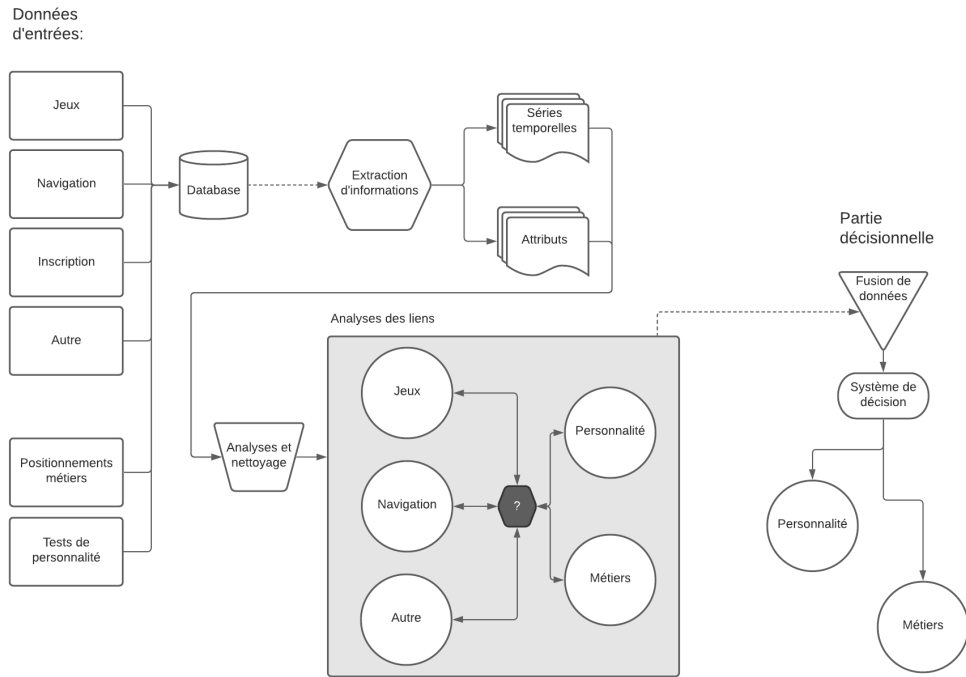 Données
d'entrées:
Jeux
Navigation
Inscription
Autre
Positionnements
métiers
Tests de
personnalité
Database
Extraction
d'informations
Séries
temporelles
Attributs
Analyses et
nettoyage
Analyses des liens
Jeux
Navigation
Autre
?
Personnalité
Métiers
Partie
décisionnelle
Fusion de
données
Système de
décision
Personnalité
Métiers